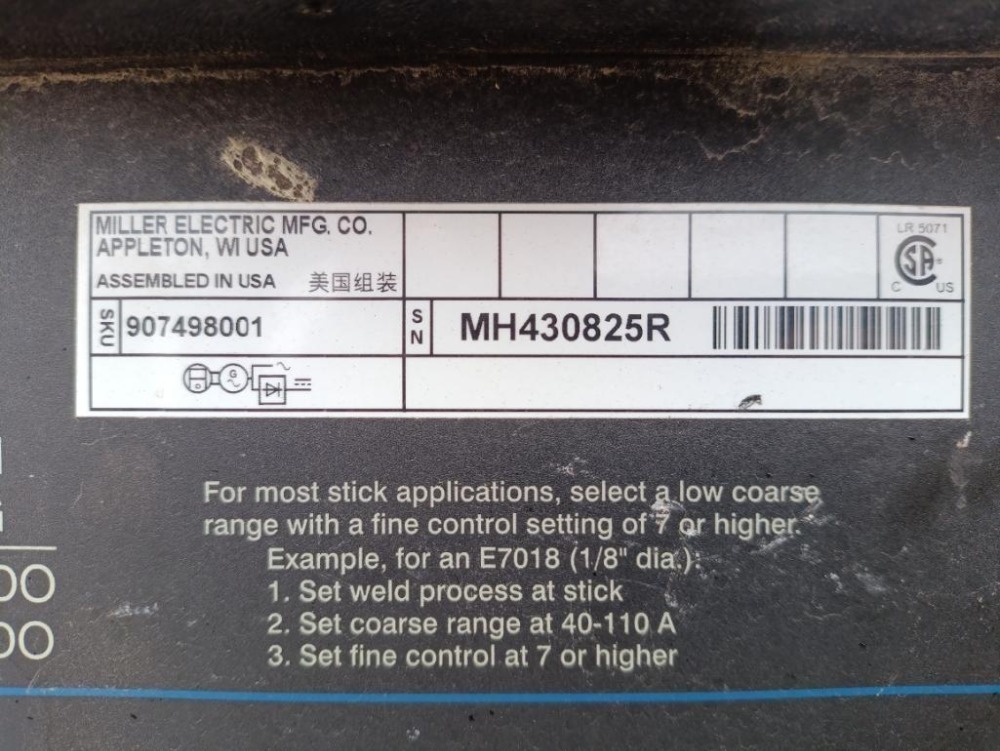 MILLER ELECTRIC MFG. CO.
APPLETON, WI USA
ASSEMBLED IN USA 美国组装
LR 5071
CSA
C US
SKU 907498001
SN MH430825R
G
For most stick applications, select a low coarse
range with a fine control setting of 7 or higher.
Example, for an E7018 (1/8" dia.):
1. Set weld process at stick
2. Set coarse range at 40-110 A
3. Set fine control at 7 or higher